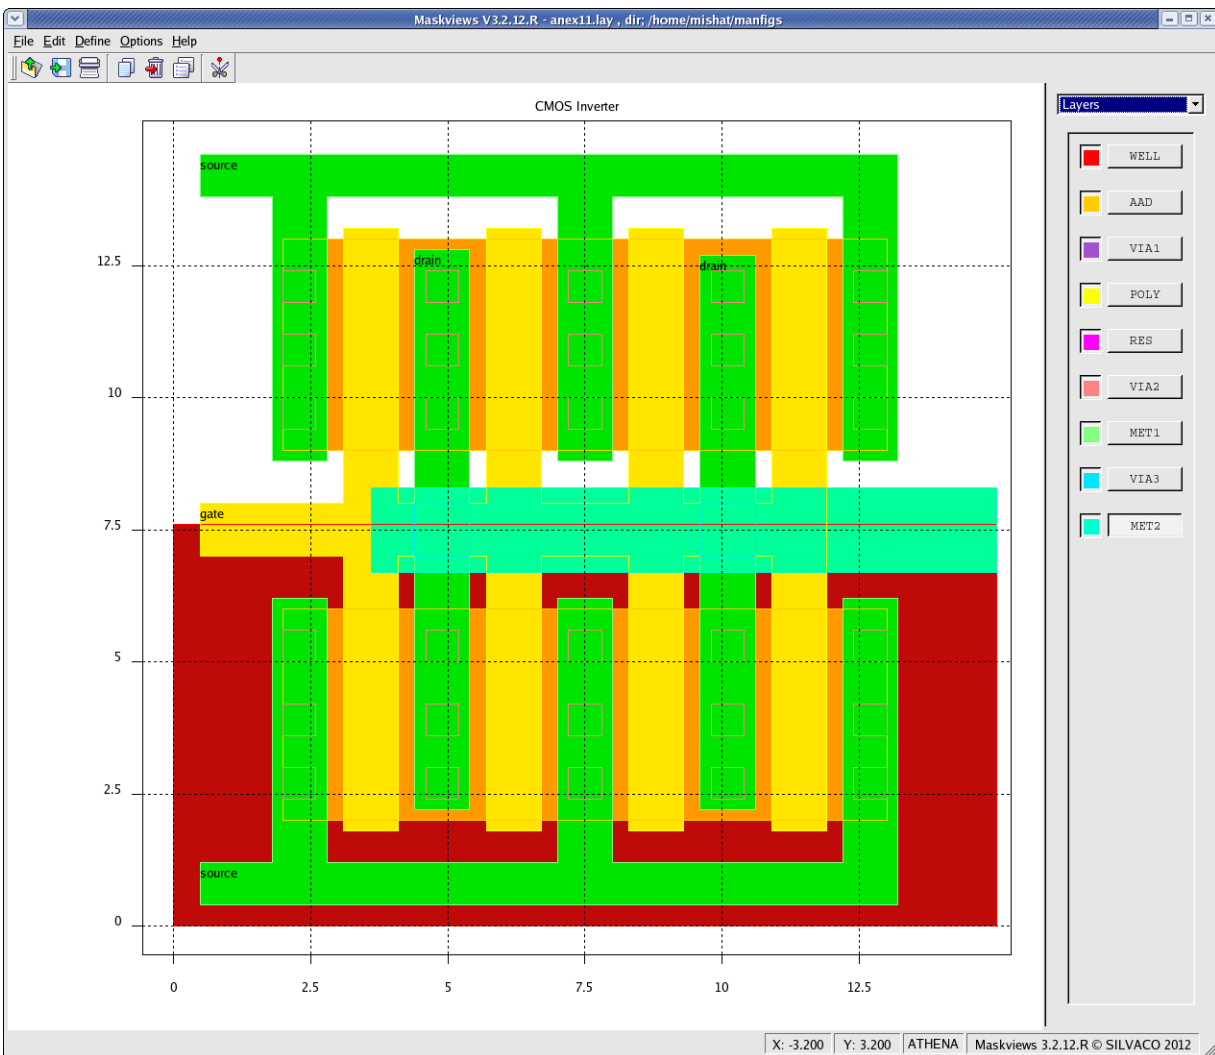 Maskviews V3.2.12.R - anex11.lay , dir; /home/mishat/manfigs
File Edit Define Options Help
CMOS Inverter
Layers
source
WELL
AAD
12.5
drain
drain
VIA1
POLY
RES
10
VIA2
MET1
VIA3
gate
7.5
MET2
5
2.5
source
0
0 2.5 5 7.5 10 12.5
X: -3.200 Y: 3.200 ATHENA Maskviews 3.2.12.R © SILVACO 2012